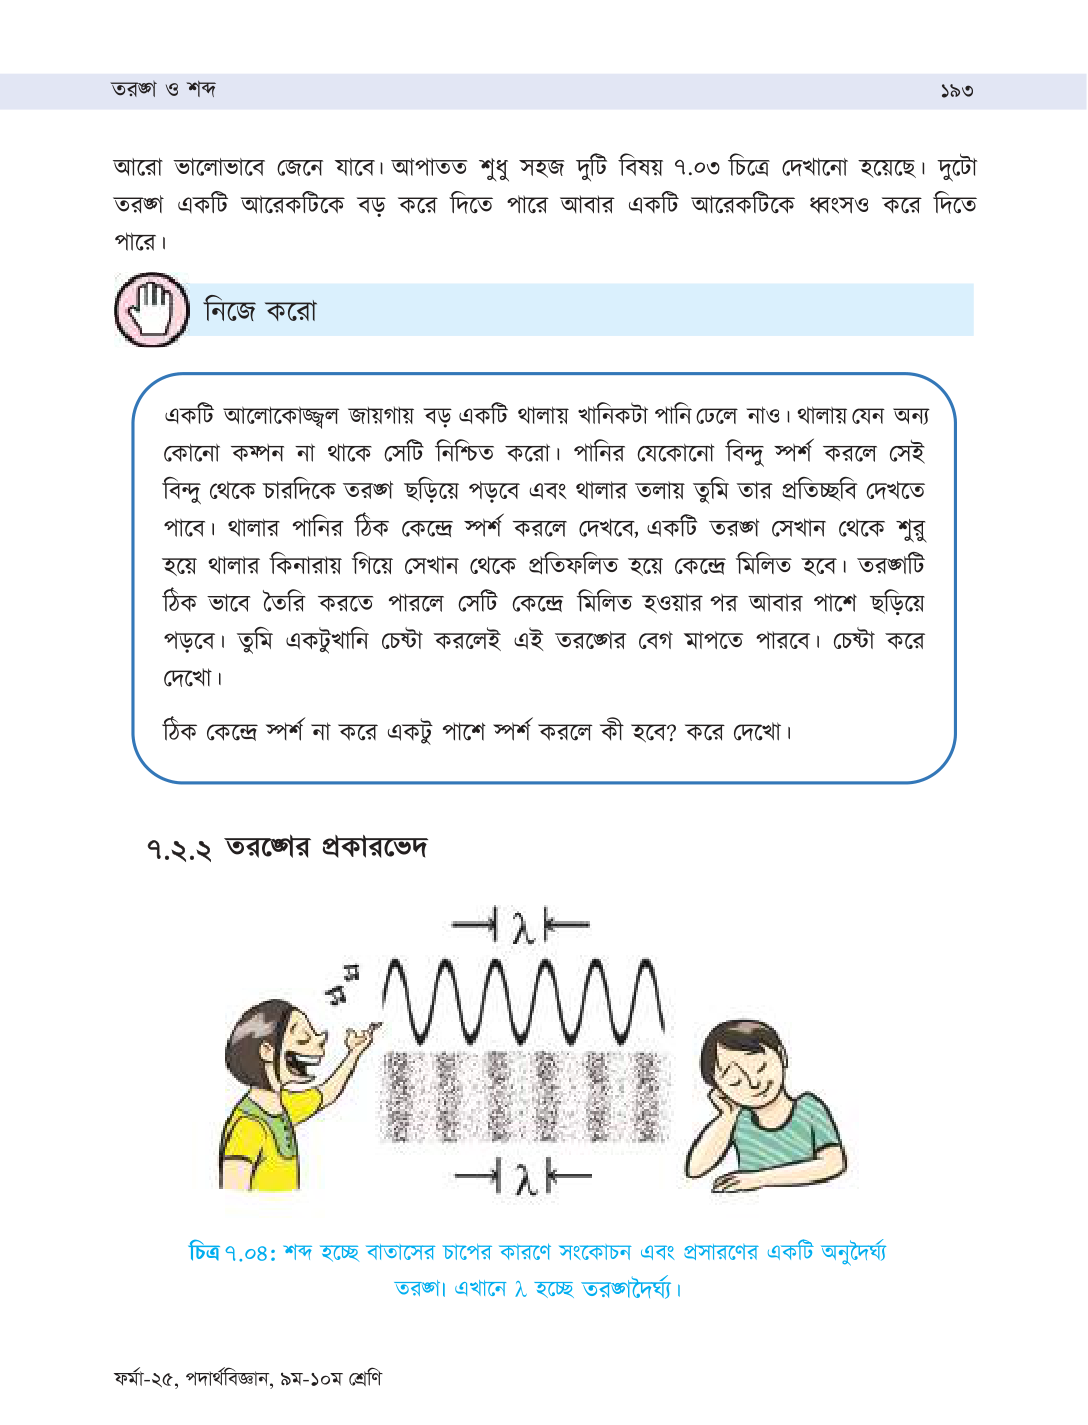 তরঙ্গ ও শব্দ ১৯৩
আরো ভালোভাবে জেনে যাবে। আপাতত শুধু সহজ দুটি বিষয় ৭.০৩ চিত্রে দেখানো হয়েছে। দুটো
তরঙ্গ একটি আরেকটিকে বড় করে দিতে পারে আবার একটি আরেকটিকে ধ্বংসও করে দিতে
পারে।
নিজে করো
একটি আলোকোজ্জ্বল জায়গায় বড় একটি থালায় খানিকটা পানি ঢেলে নাও। থালায় যেন অন্য
কোনো কম্পন না থাকে সেটি নিশ্চিত করো। পানির যেকোনো বিন্দু স্পর্শ করলে সেই
বিন্দু থেকে চারদিকে তরঙ্গ ছড়িয়ে পড়বে এবং থালার তলায় তুমি তার প্রতিচ্ছবি দেখতে
পাবে। থালার পানির ঠিক কেন্দ্রে স্পর্শ করলে দেখবে, একটি তরঙ্গ সেখান থেকে শুরু
হয়ে থালার কিনারায় গিয়ে সেখান থেকে প্রতিফলিত হয়ে কেন্দ্রে মিলিত হবে। তরঙ্গটি
ঠিক ভাবে তৈরি করতে পারলে সেটি কেন্দ্রে মিলিত হওয়ার পর আবার পাশে ছড়িয়ে
পড়বে। তুমি একটুখানি চেষ্টা করলেই এই তরঙ্গের বেগ মাপতে পারবে। চেষ্টা করে
দেখো।
ঠিক কেন্দ্রে স্পর্শ না করে একটু পাশে স্পর্শ করলে কী হবে? করে দেখো।
৭.২.২ তরঙ্গের প্রকারভেদ
λ
λ
চিত্র ৭.০৪: শব্দ হচ্ছে বাতাসের চাপের কারণে সংকোচন এবং প্রসারণের একটি অনুদৈর্ঘ্য
তরঙ্গ। এখানে λ হচ্ছে তরঙ্গদৈর্ঘ্য।
ফর্মা-২৫, পদার্থবিজ্ঞান, ৯ম-১০ম শ্রেণি